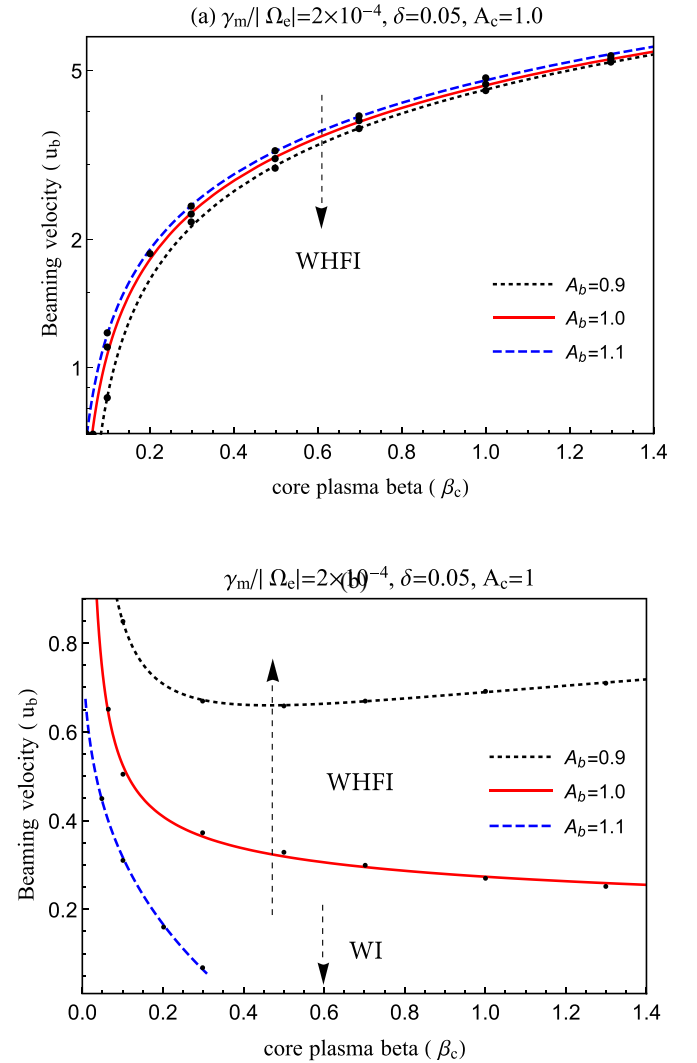 (a) γm/| Ωe|=2×10−4, δ=0.05, Ac=1.0
5
2
1
Beaming velocity ( ub)
WHFI
Ab=0.9
Ab=1.0
Ab=1.1
0.2 0.4 0.6 0.8 1.0 1.2 1.4
core plasma beta ( βc)
(b)
γm/| Ωe|=2×10−4, δ=0.05, Ac=1
0.8
0.6
0.4
0.2
Beaming velocity ( ub)
WHFI
Ab=0.9
Ab=1.0
Ab=1.1
WI
0.0 0.2 0.4 0.6 0.8 1.0 1.2 1.4
core plasma beta ( βc)